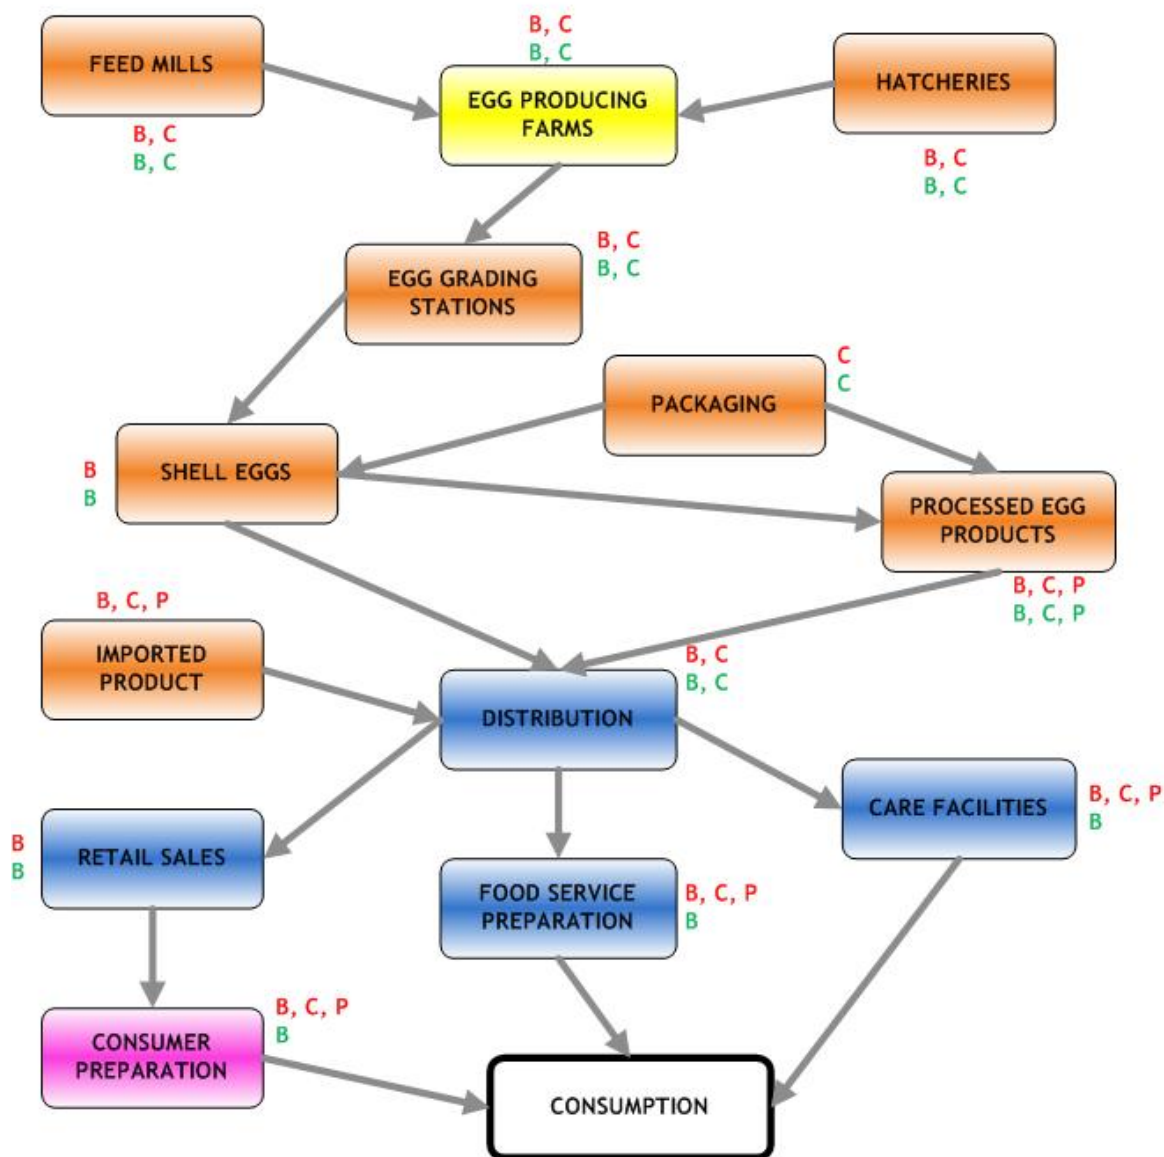 FEED MILLS
B, C
B, C
B, C
B, C
EGG PRODUCING
FARMS
HATCHERIES
B, C
B, C
EGG GRADING
STATIONS
B, C
B, C
PACKAGING
C
C
SHELL EGGS
B
B
PROCESSED EGG
PRODUCTS
B, C, P
B, C, P
B, C, P
IMPORTED
PRODUCT
B, C
B, C
DISTRIBUTION
CARE FACILITIES
B, C, P
B
RETAIL SALES
B
B
FOOD SERVICE
PREPARATION
B, C, P
B
CONSUMER
PREPARATION
B, C, P
B
CONSUMPTION